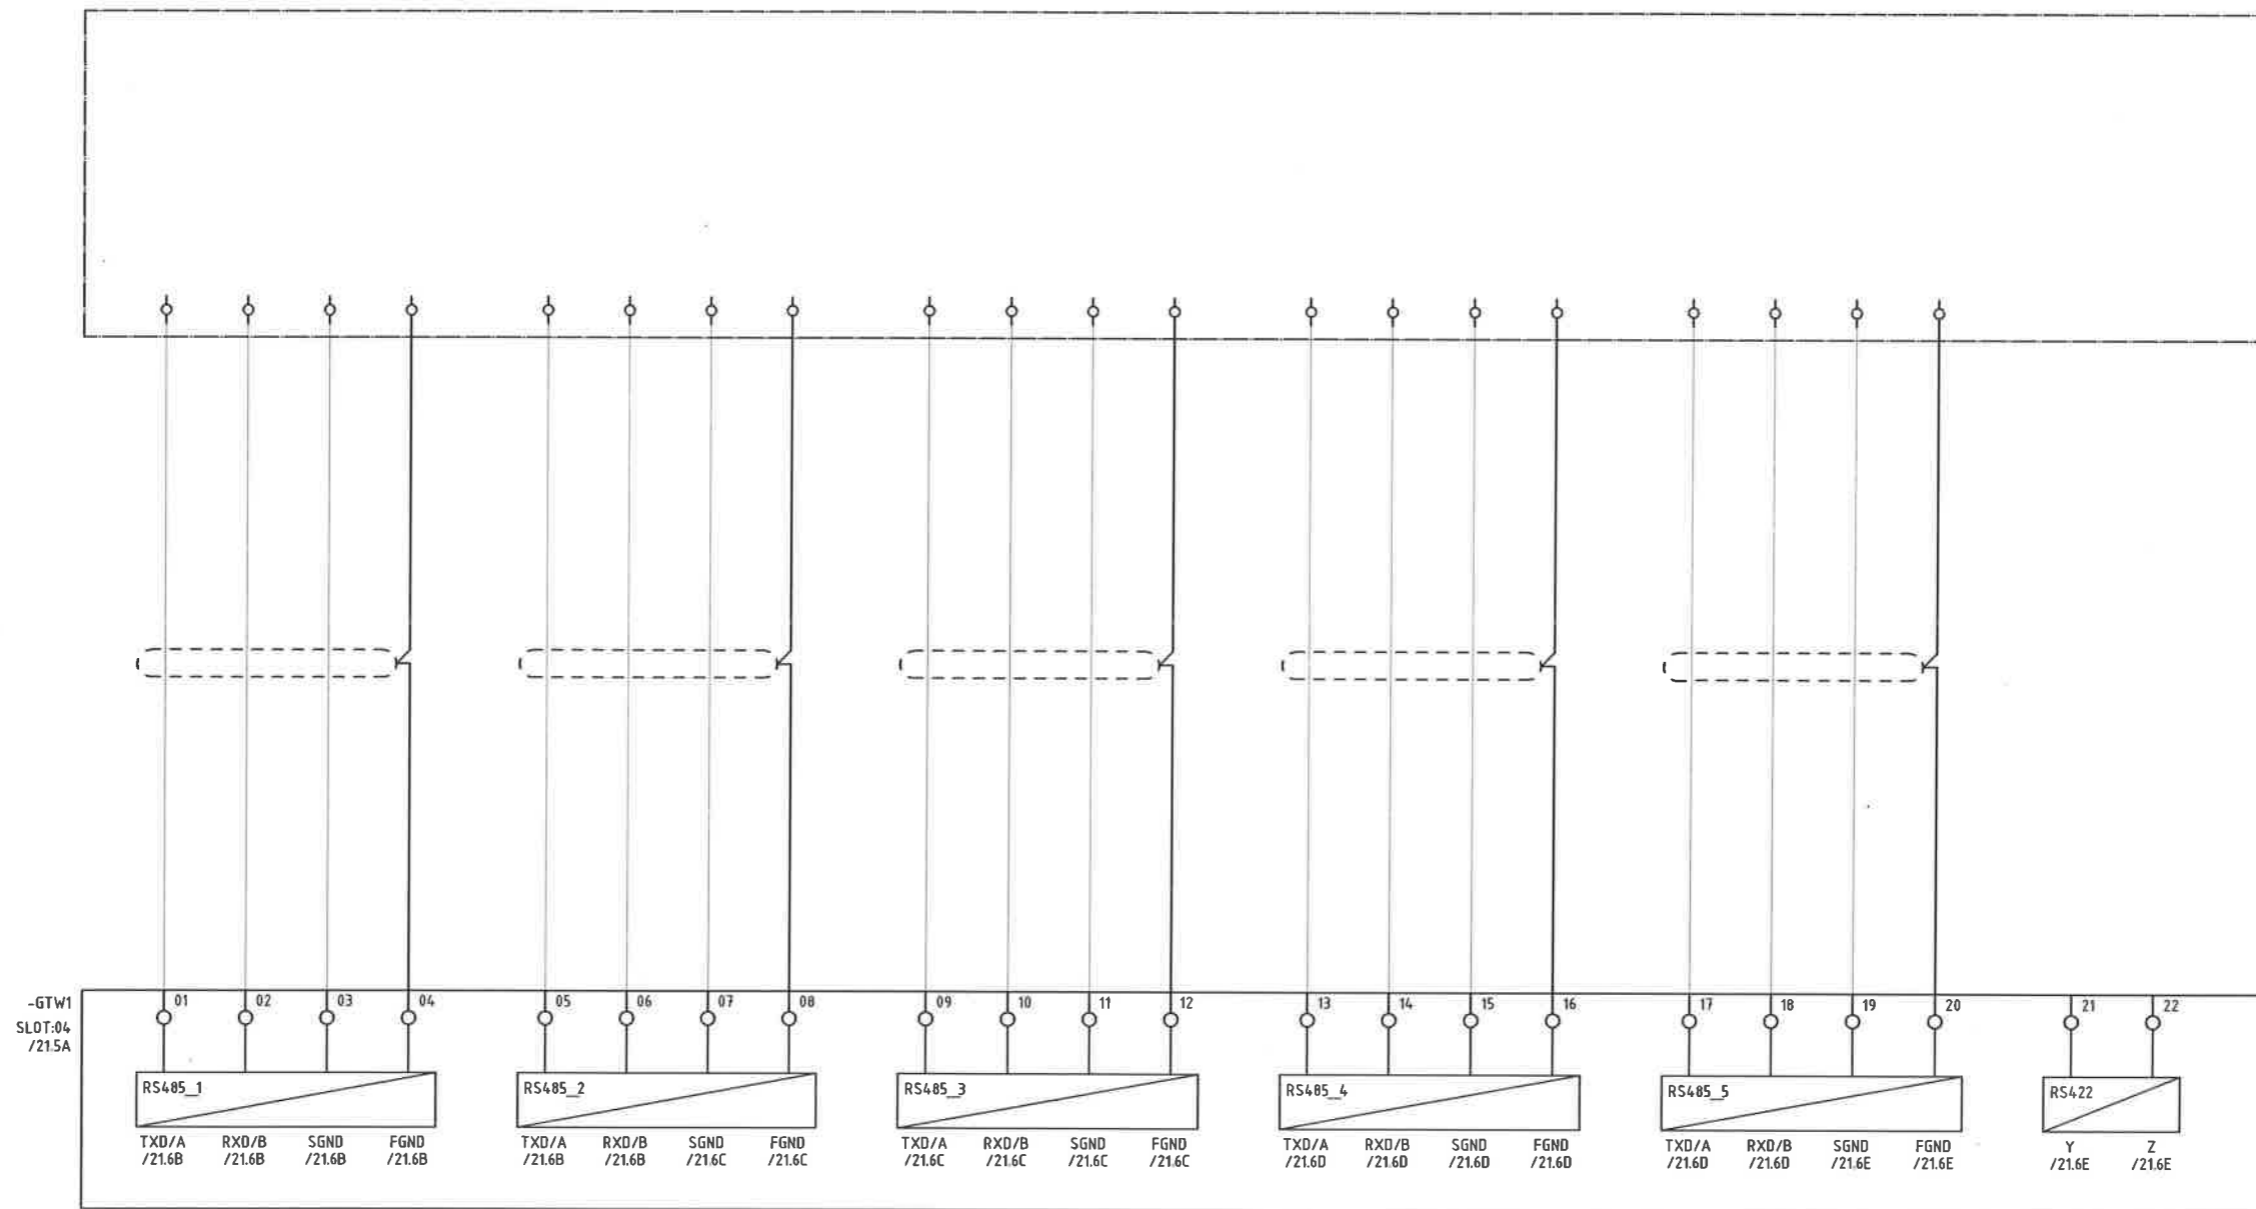 -GTW1
SLOT:04
/21.5A
01 02 03 04 05 06 07 08 09 10 11 12 13 14 15 16 17 18 19 20 21 22
RS485_1 RS485_2 RS485_3 RS485_4 RS485_5 RS422
TXD/A RXD/B SGND FGND TXD/A RXD/B SGND FGND TXD/A RXD/B SGND FGND TXD/A RXD/B SGND FGND TXD/A RXD/B SGND FGND Y Z
/21.6B /21.6B /21.6B /21.6B /21.6B /21.6B /21.6C /21.6C /21.6C /21.6C /21.6C /21.6C /21.6D /21.6D /21.6D /21.6D /21.6D /21.6D /21.6E /21.6E /21.6E /21.6E